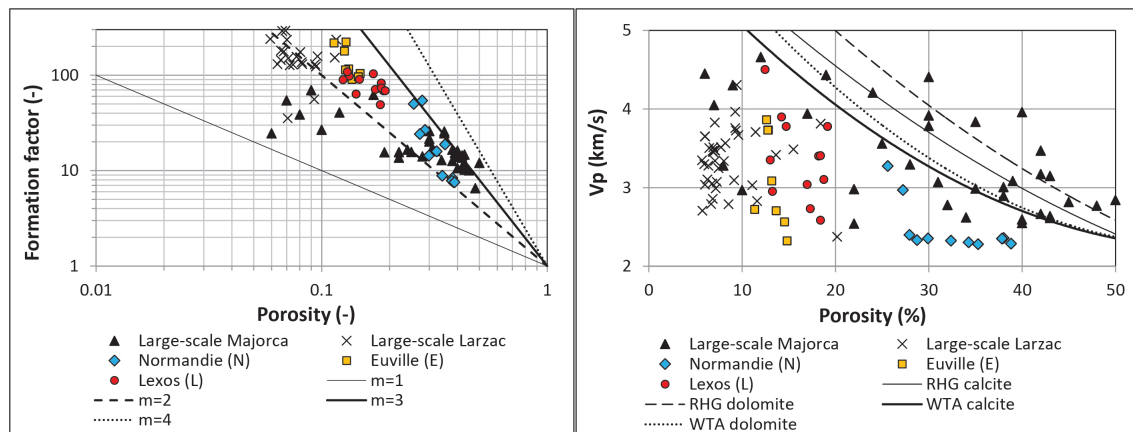 Formation factor (-)
100
10
1
0.01
0.1
1
Porosity (-)
Large-scale Majorca
Large-scale Larzac
Normandie (N)
Euville (E)
Lexos (L)
m=1
m=2
m=3
m=4
Vp (km/s)
5
4
3
2
0
10
20
30
40
50
Porosity (%)
Large-scale Majorca
Large-scale Larzac
Normandie (N)
Euville (E)
Lexos (L)
RHG calcite
RHG dolomite
WTA calcite
WTA dolomite